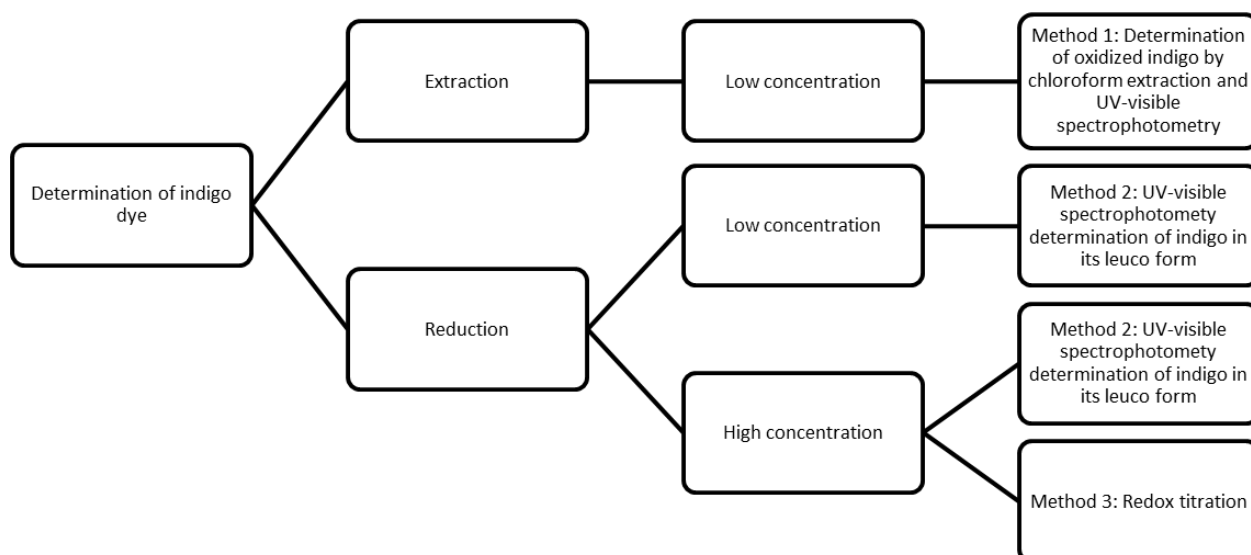 Determination of indigo
dye
Extraction
Reduction
Low concentration
Low concentration
High concentration
Method 1: Determination
of oxidized indigo by
chloroform extraction and
UV-visible
spectrophotometry
Method 2: UV-visible
spectrophotomety
determination of indigo in
its leuco form
Method 2: UV-visible
spectrophotomety
determination of indigo in
its leuco form
Method 3: Redox titration